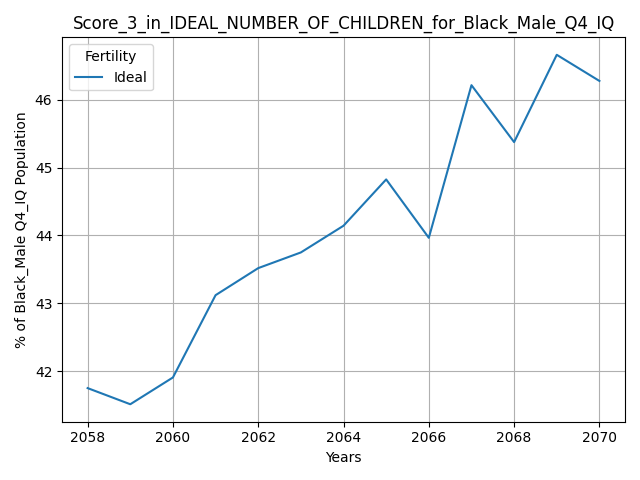 Score_3_in_IDEAL_NUMBER_OF_CHILDREN_for_Black_Male_Q4_IQ
Fertility
Ideal
% of Black_Male Q4_IQ Population
46
45
44
43
42
2058 2060 2062 2064 2066 2068 2070
Years